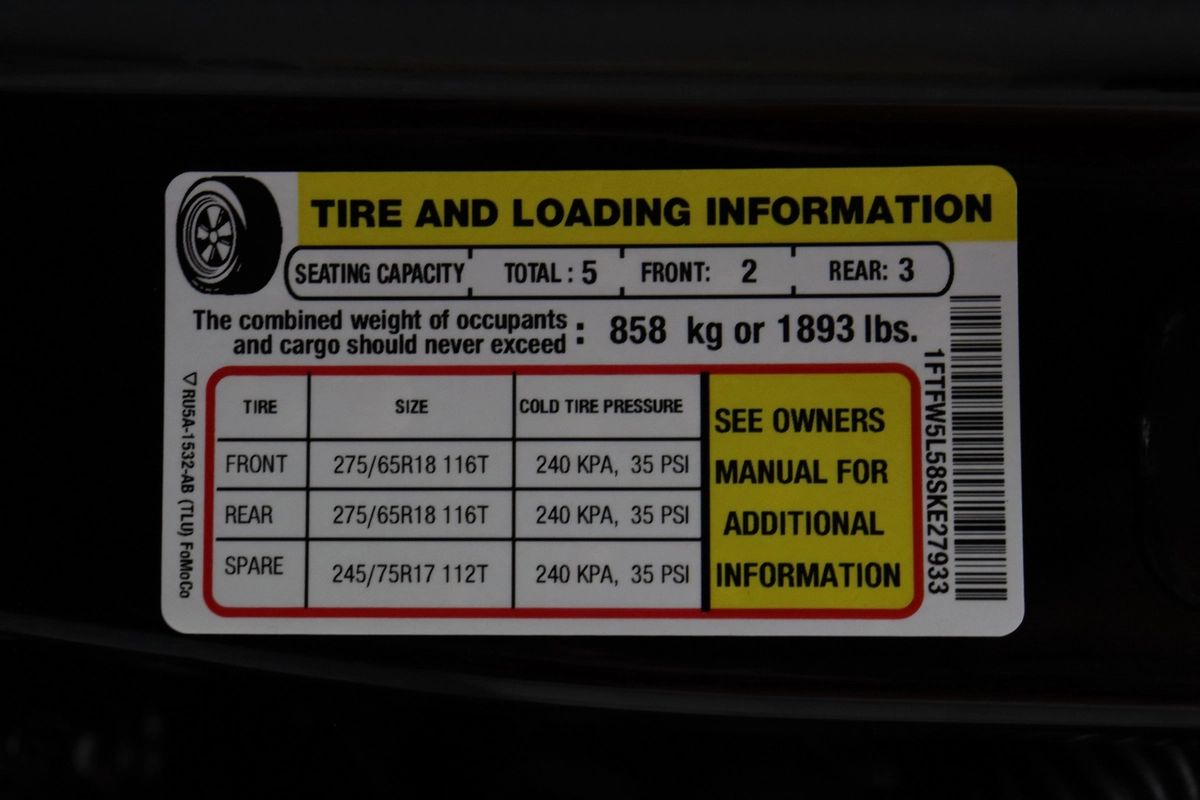 TIRE AND LOADING INFORMATION
SEATING CAPACITY TOTAL : 5 FRONT: 2 REAR: 3
The combined weight of occupants
and cargo should never exceed : 858 kg or 1893 lbs.
TIRE SIZE COLD TIRE PRESSURE
FRONT 275/65R18 116T 240 KPA, 35 PSI
REAR 275/65R18 116T 240 KPA, 35 PSI
SPARE 245/75R17 112T 240 KPA, 35 PSI
SEE OWNERS
MANUAL FOR
ADDITIONAL
INFORMATION
1FTFW5L58SKE27933
▽ RU5A-1532-AB (TLU) FoMoCo